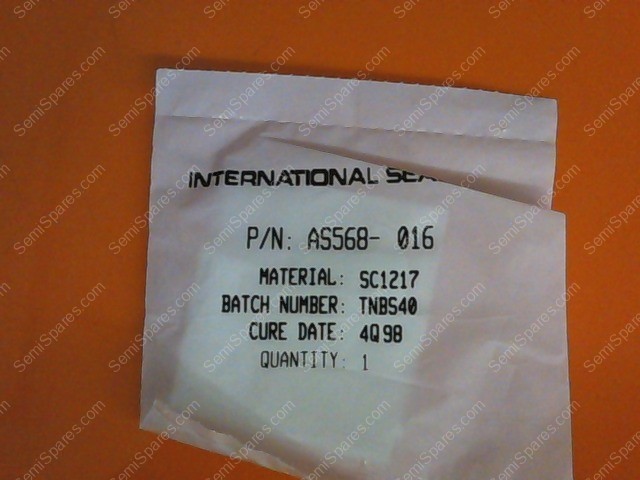 INTERNATIONAL SEA
P/N: AS568- 016
MATERIAL: SC1217
BATCH NUMBER: TNBS40
CURE DATE: 4Q98
QUANTITY: 1
SemiSpares.com